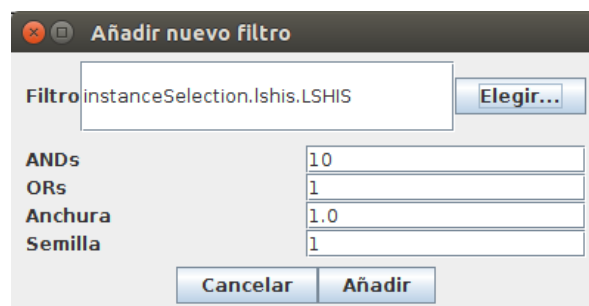 Añadir nuevo filtro
Filtro instanceSelection.lshis.LSHIS Elegir...
ANDs 10
ORs 1
Anchura 1.0
Semilla 1
Cancelar Añadir